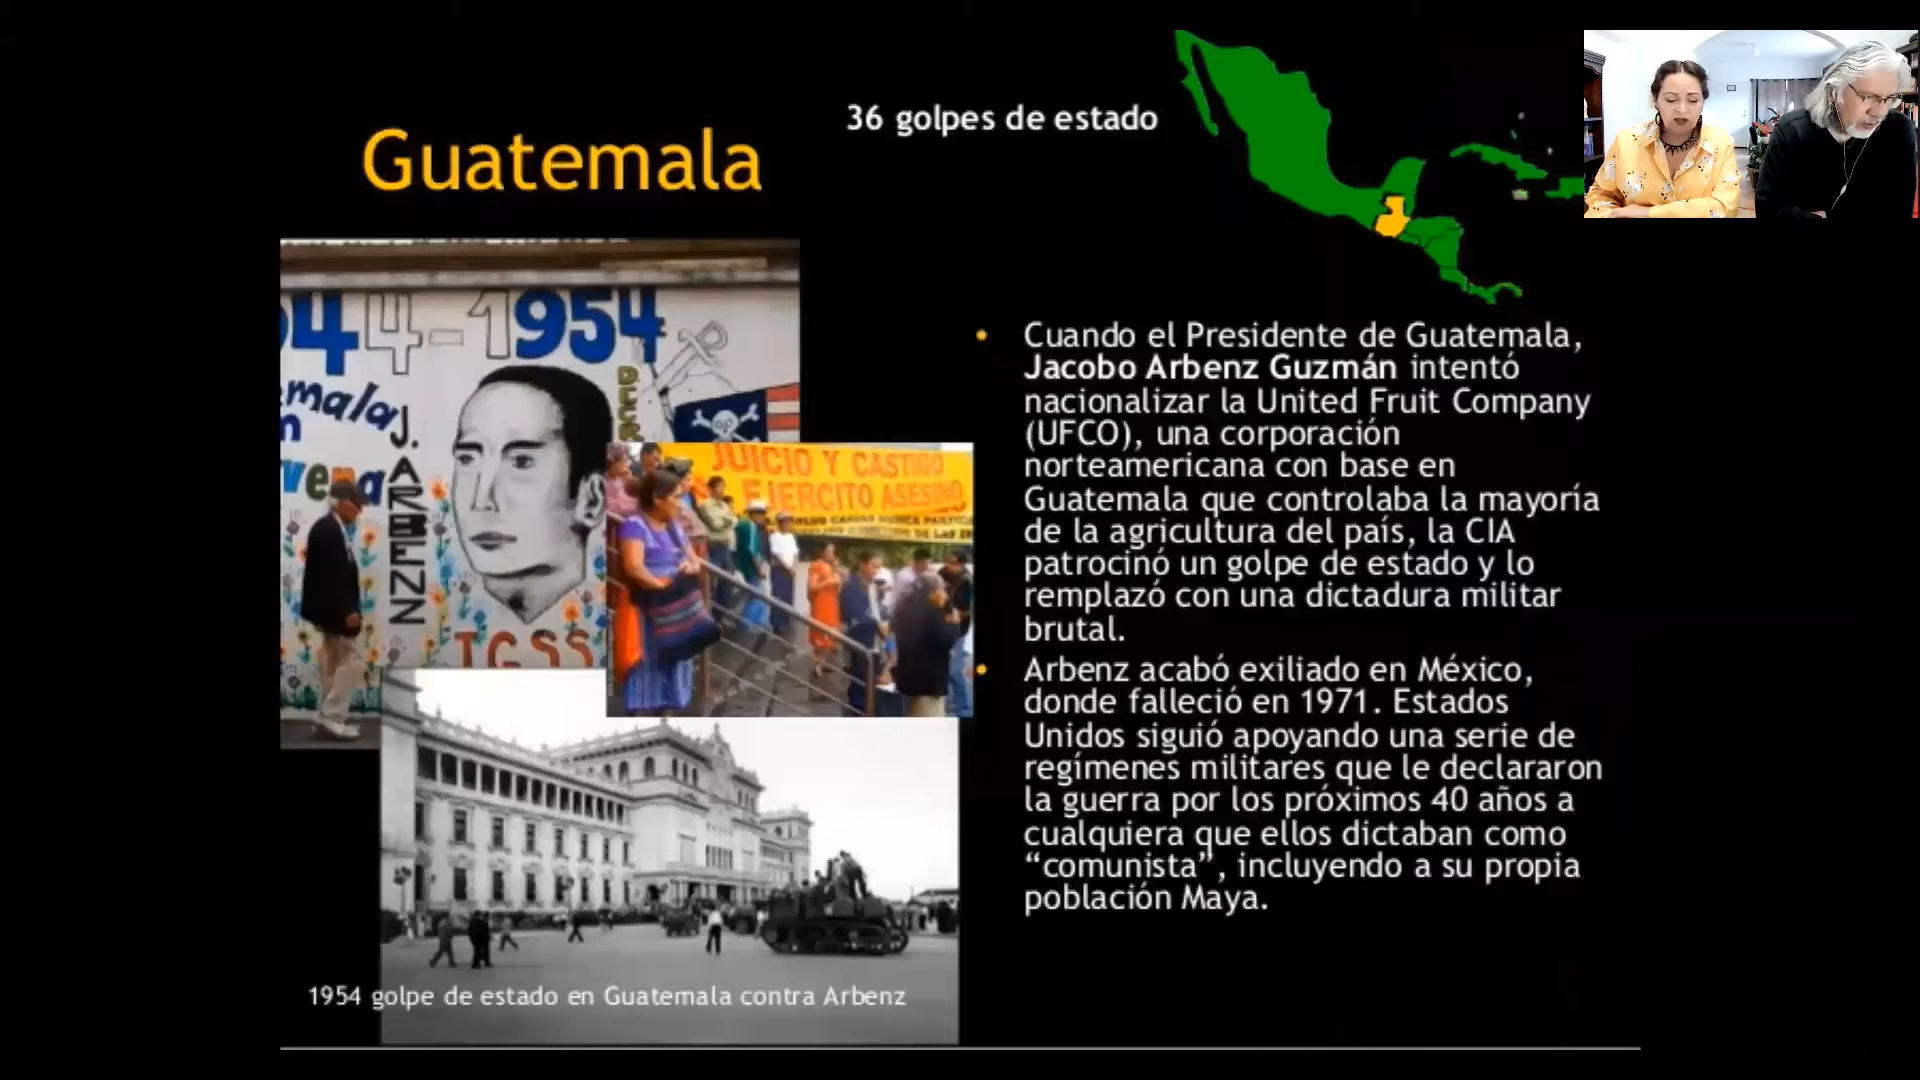 36 golpes de estado
Guatemala
44-1954
emala
J. ARBENZ
IGSS
JUICIO Y CASTIGO
EJERCITO ASESINO
1954 golpe de estado en Guatemala contra Arbenz
• Cuando el Presidente de Guatemala,
Jacobo Arbenz Guzmán intentó
nacionalizar la United Fruit Company
(UFCO), una corporación
norteamericana con base en
Guatemala que controlaba la mayoría
de la agricultura del país, la CIA
patrocinó un golpe de estado y lo
remplazó con una dictadura militar
brutal.
• Arbenz acabó exiliado en México,
donde falleció en 1971. Estados
Unidos siguió apoyando una serie de
regímenes militares que le declararon
la guerra por los próximos 40 años a
cualquiera que ellos dictaban como
“comunista”, incluyendo a su propia
población Maya.